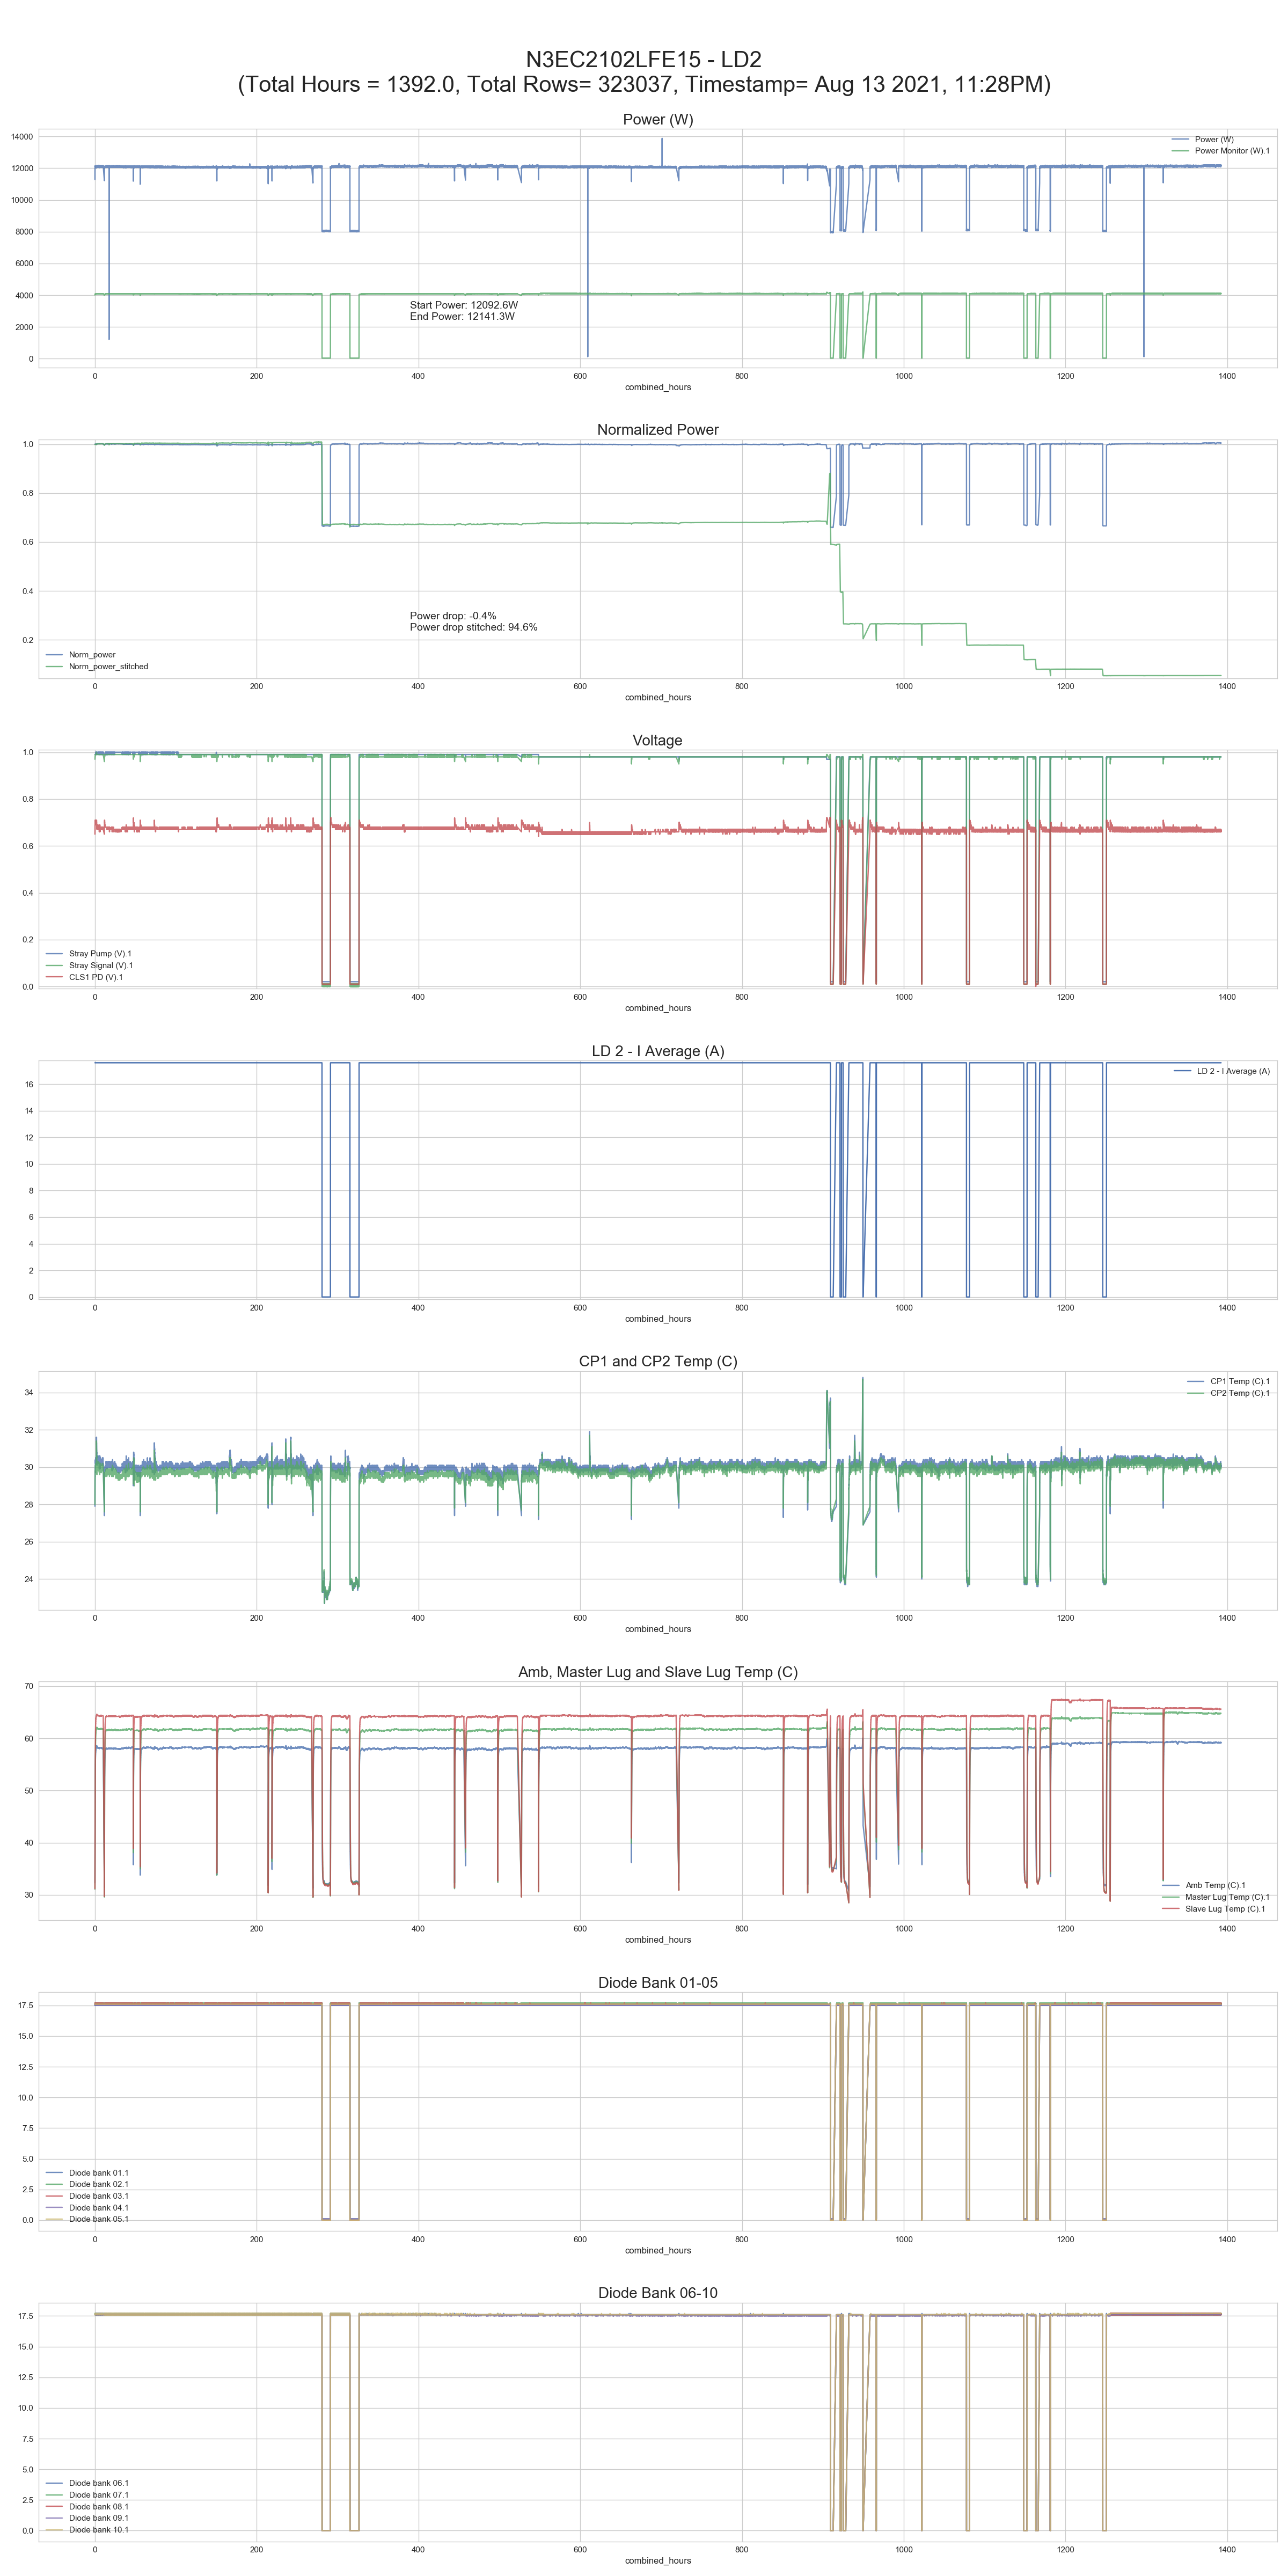 N3EC2102LFE15 - LD2
(Total Hours = 1392.0, Total Rows= 323037, Timestamp= Aug 13 2021, 11:28PM)
Power (W)
14000
12000
10000
8000
6000
4000
2000
0
Power (W)
Power Monitor (W).1
Start Power: 12092.6W
End Power: 12141.3W
0 200 400 600 800 1000 1200 1400
combined_hours
Normalized Power
1.0
0.8
0.6
0.4
0.2
Power drop: -0.4%
Power drop stitched: 94.6%
Norm_power
Norm_power_stitched
0 200 400 600 800 1000 1200 1400
combined_hours
Voltage
1.0
0.8
0.6
0.4
0.2
0.0
Stray Pump (V).1
Stray Signal (V).1
CLS1 PD (V).1
0 200 400 600 800 1000 1200 1400
combined_hours
LD 2 - I Average (A)
16
14
12
10
8
6
4
2
0
LD 2 - I Average (A)
0 200 400 600 800 1000 1200 1400
combined_hours
CP1 and CP2 Temp (C)
34
32
30
28
26
24
CP1 Temp (C).1
CP2 Temp (C).1
0 200 400 600 800 1000 1200 1400
combined_hours
Amb, Master Lug and Slave Lug Temp (C)
70
60
50
40
30
Amb Temp (C).1
Master Lug Temp (C).1
Slave Lug Temp (C).1
0 200 400 600 800 1000 1200 1400
combined_hours
Diode Bank 01-05
17.5
15.0
12.5
10.0
7.5
5.0
2.5
0.0
Diode bank 01.1
Diode bank 02.1
Diode bank 03.1
Diode bank 04.1
Diode bank 05.1
0 200 400 600 800 1000 1200 1400
combined_hours
Diode Bank 06-10
17.5
15.0
12.5
10.0
7.5
5.0
2.5
0.0
Diode bank 06.1
Diode bank 07.1
Diode bank 08.1
Diode bank 09.1
Diode bank 10.1
0 200 400 600 800 1000 1200 1400
combined_hours